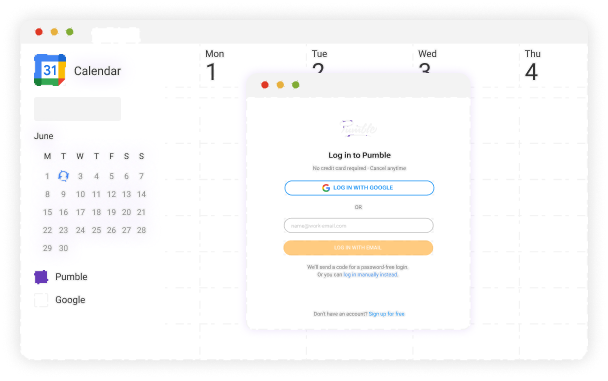 31
Calendar
June
M T W T F S S
1 3 4 5 6 7
8 9 10 11 12 13 14
15 16 17 18 19 20 21
22 23 24 25 26 27 28
29 30
Pumble
Google
Mon Tue Wed Thu
1 2 3 4
Pumble
Log in to Pumble
No credit card required · Cancel anytime
LOG IN WITH GOOGLE
OR
name@work-email.com
LOG IN WITH EMAIL
We'll send a code for a password-free login.
Or you can log in manually instead.
Don't have an account? Sign up for free